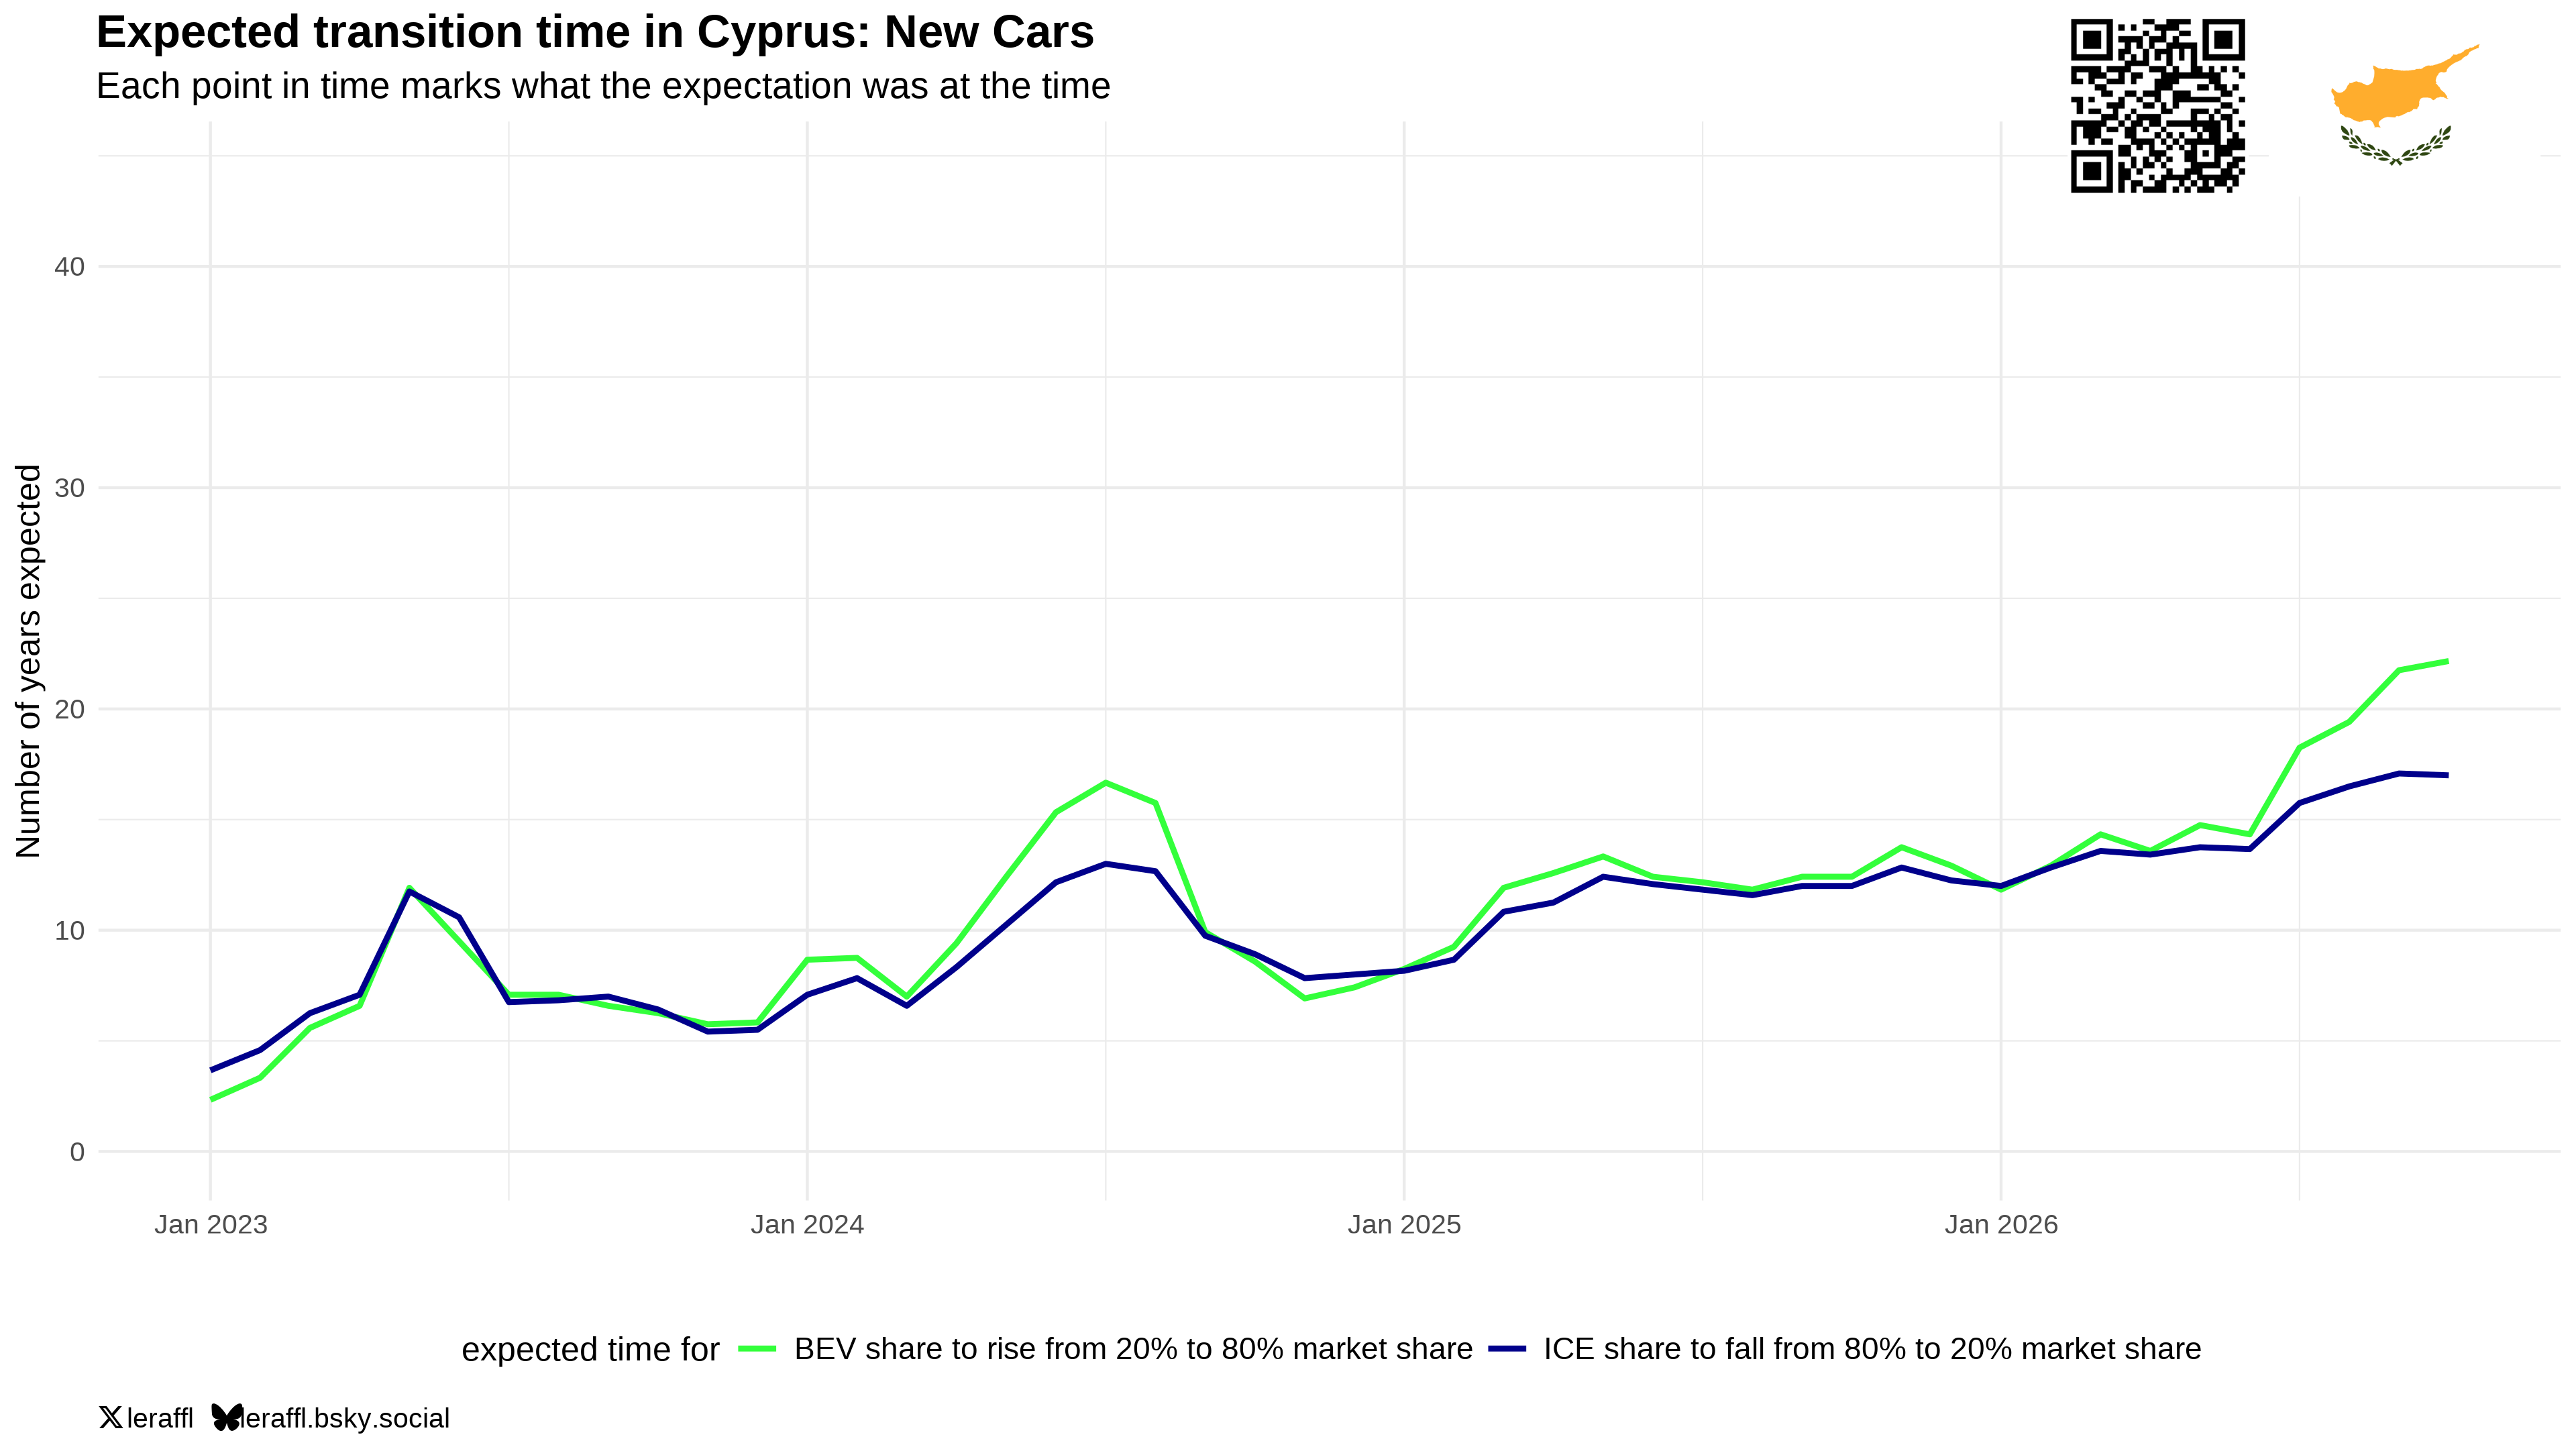 Expected transition time in Cyprus: New Cars
Each point in time marks what the expectation was at the time
Number of years expected
40
30
20
10
0
Jan 2023
Jan 2024
Jan 2025
Jan 2026
expected time for BEV share to rise from 20% to 80% market share ICE share to fall from 80% to 20% market share
leraffl leraffl.bsky.social